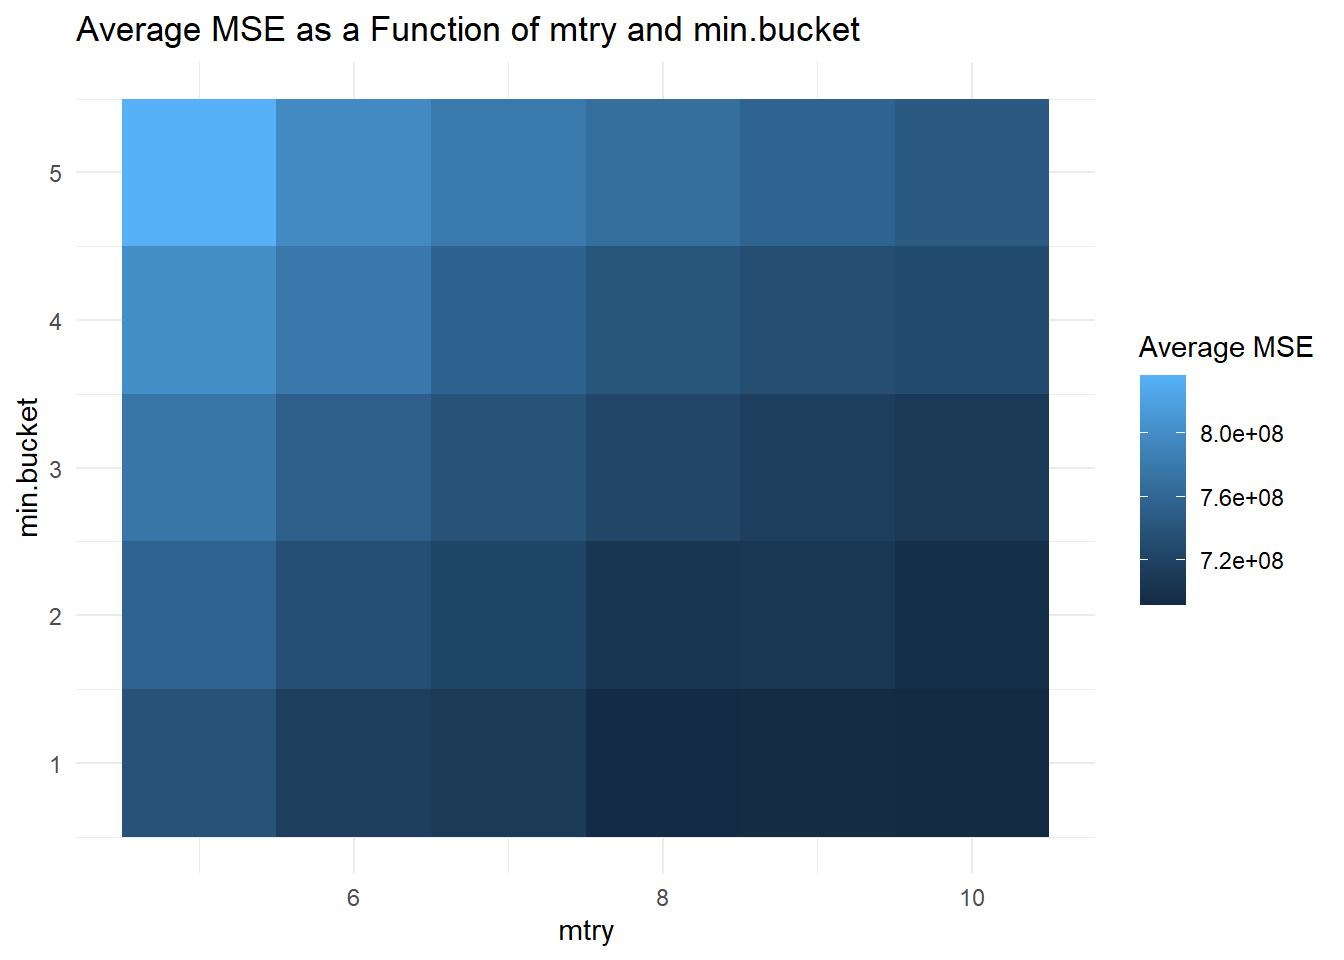 Average MSE as a Function of mtry and min.bucket
min.bucket
5
4
3
2
1
6 8 10
mtry
Average MSE
8.0e+08
7.6e+08
7.2e+08